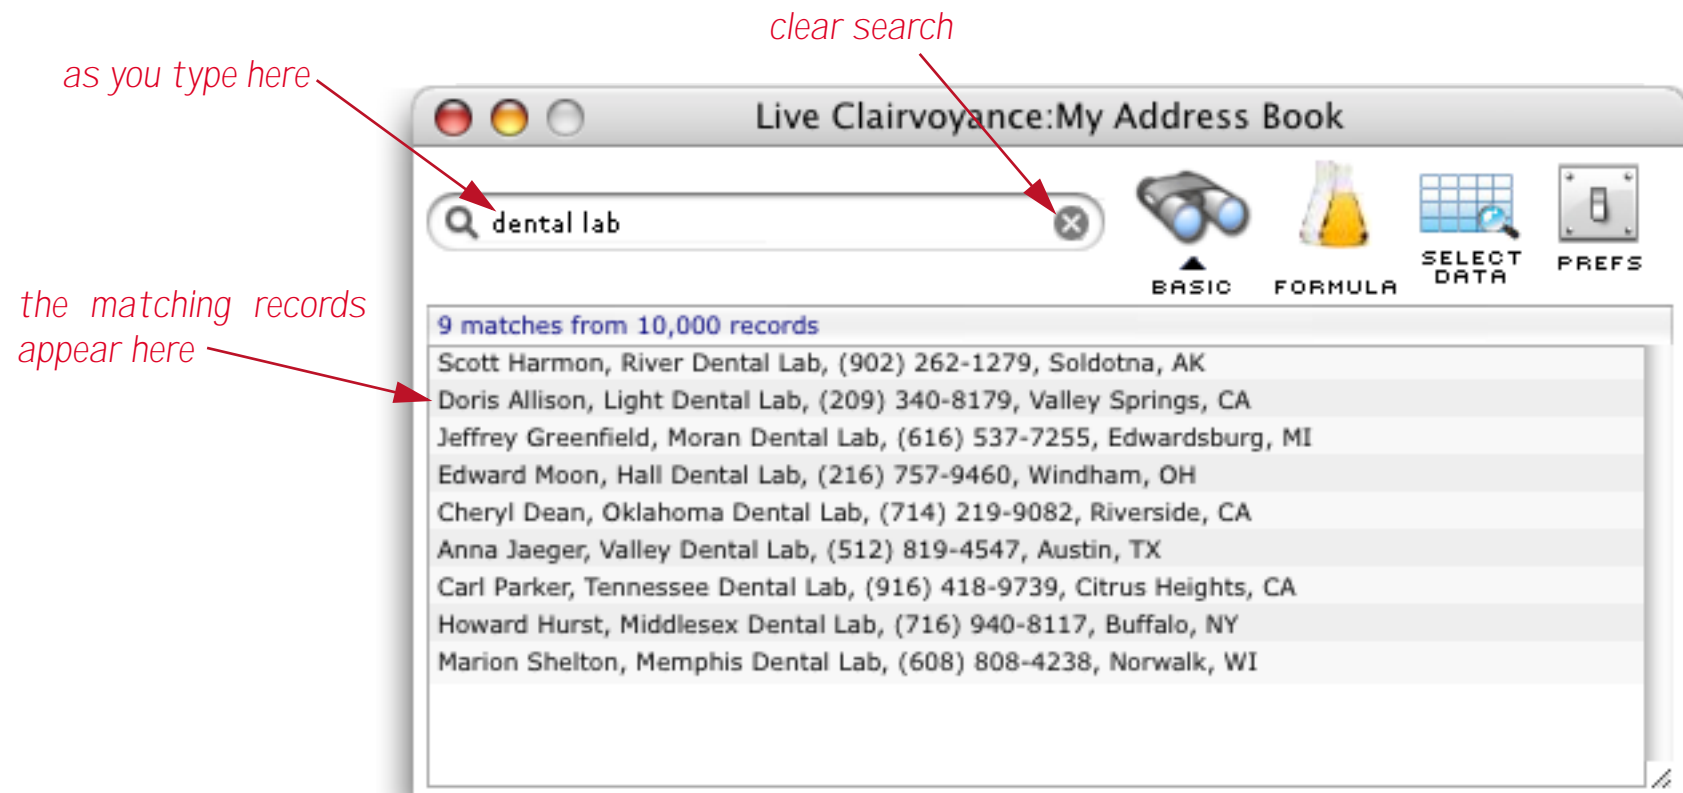 clear search
as you type here
Live Clairvoyance:My Address Book
dental lab
BASIC
FORMULA
SELECT
DATA
PREFS
the matching records
appear here
9 matches from 10,000 records
Scott Harmon, River Dental Lab, (902) 262-1279, Soldotna, AK
Doris Allison, Light Dental Lab, (209) 340-8179, Valley Springs, CA
Jeffrey Greenfield, Moran Dental Lab, (616) 537-7255, Edwardsburg, MI
Edward Moon, Hall Dental Lab, (216) 757-9460, Windham, OH
Cheryl Dean, Oklahoma Dental Lab, (714) 219-9082, Riverside, CA
Anna Jaeger, Valley Dental Lab, (512) 819-4547, Austin, TX
Carl Parker, Tennessee Dental Lab, (916) 418-9739, Citrus Heights, CA
Howard Hurst, Middlesex Dental Lab, (716) 940-8117, Buffalo, NY
Marion Shelton, Memphis Dental Lab, (608) 808-4238, Norwalk, WI